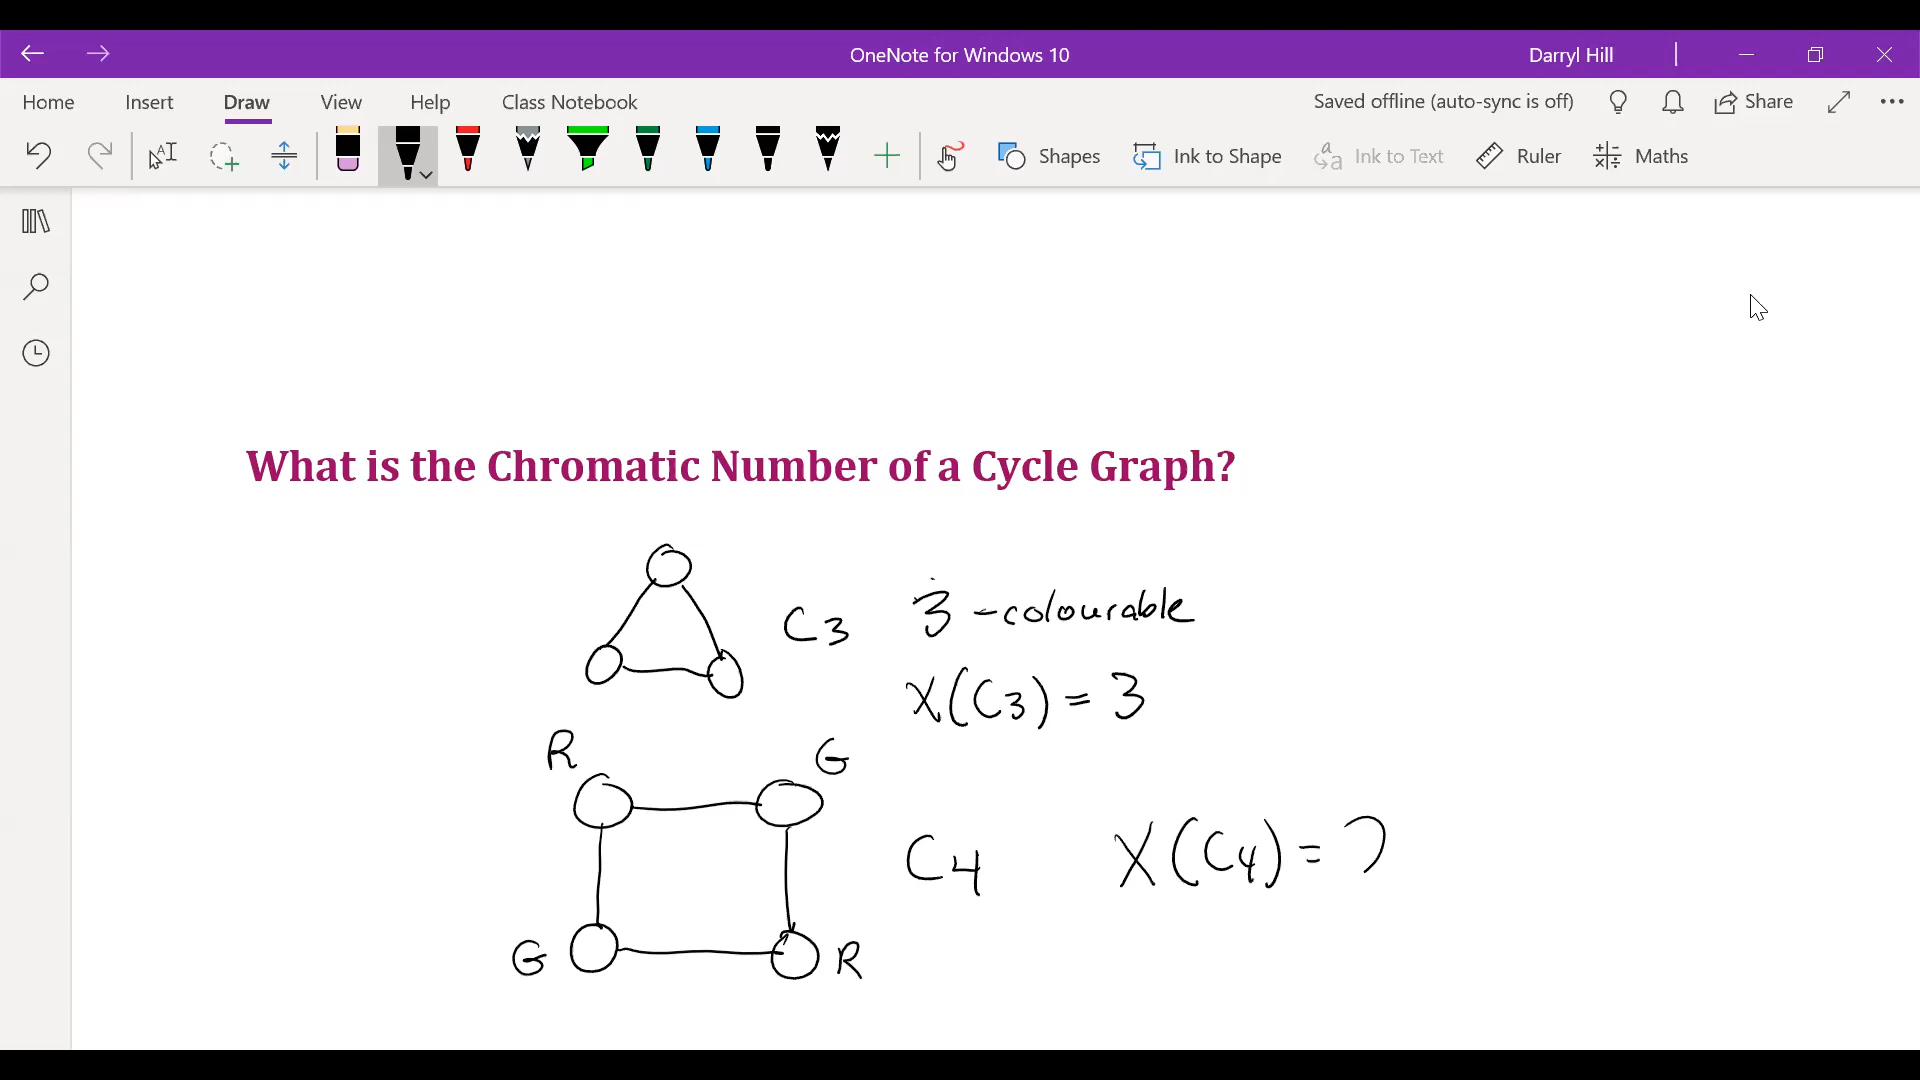 OneNote for Windows 10
Darryl Hill
Home Insert Draw View Help Class Notebook
Saved offline (auto-sync is off) Share
Shapes Ink to Shape Ink to Text Ruler Maths
What is the Chromatic Number of a Cycle Graph?
C3 3-colourable
X(C3) = 3
R G
C4 X(C4) =
G R